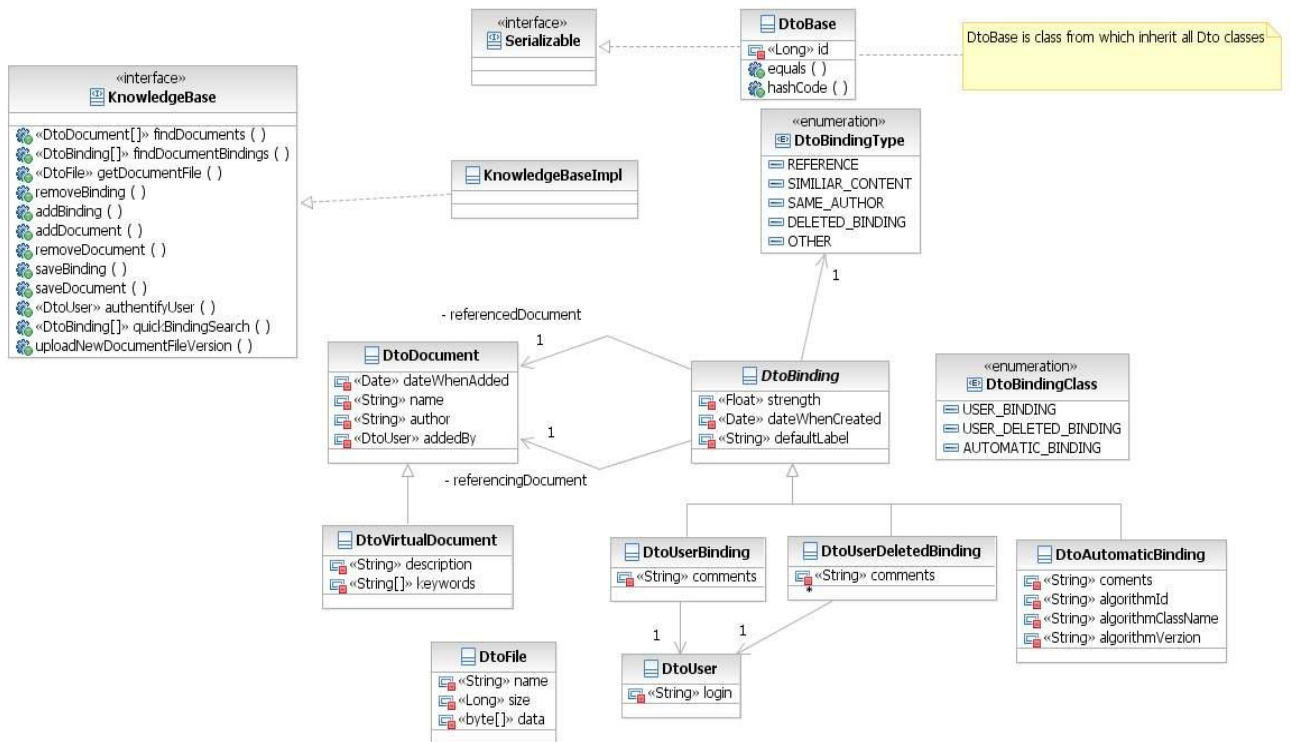 «interface»
Serializable
DtoBase
«Long» id
equals ( )
hashCode ( )
DtoBase is class from which inherit all Dto classes
«interface»
KnowledgeBase
«DtoDocument[]» findDocuments ( )
«DtoBinding[]» findDocumentBindings ( )
«DtoFile» getDocumentFile ( )
removeBinding ( )
addBinding ( )
addDocument ( )
removeDocument ( )
saveBinding ( )
saveDocument ( )
«DtoUser» authentifyUser ( )
«DtoBinding[]» quickBindingSearch ( )
uploadNewDocumentFileVersion ( )
KnowledgeBaseImpl
«enumeration»
DtoBindingType
REFERENCE
SIMILIAR_CONTENT
SAME_AUTHOR
DELETED_BINDING
OTHER
1
- referencedDocument
1
DtoDocument
«Date» dateWhenAdded
«String» name
«String» author
«DtoUser» addedBy
1
- referencingDocument
DtoBinding
«Float» strength
«Date» dateWhenCreated
«String» defaultLabel
«enumeration»
DtoBindingClass
USER_BINDING
USER_DELETED_BINDING
AUTOMATIC_BINDING
DtoVirtualDocument
«String» description
«String[]» keywords
DtoUserBinding
«String» comments
DtoUserDeletedBinding
«String» comments
*
DtoAutomaticBinding
«String» coments
«String» algorithmId
«String» algorithmClassName
«String» algorithmVerzion
1
1
DtoFile
«String» name
«Long» size
«byte[]» data
DtoUser
«String» login